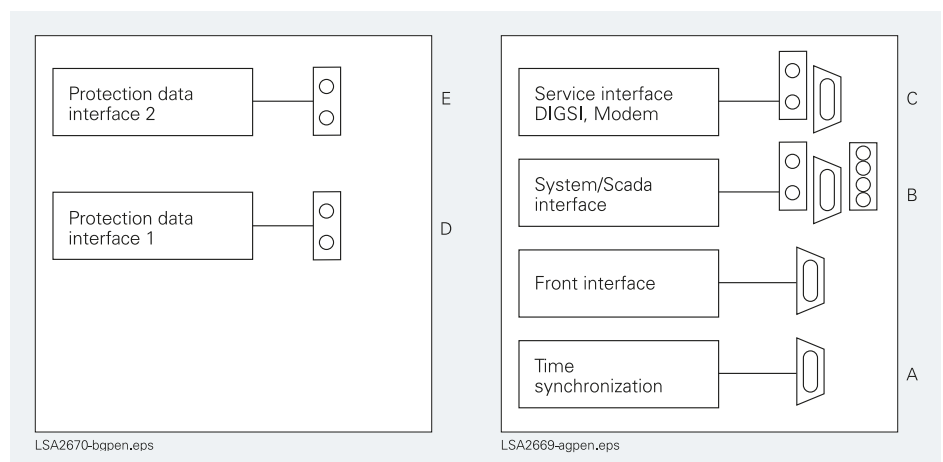 Protection data
interface 2
E
Protection data
interface 1
D
LSA2670-bgpen.eps
Service interface
DIGSI, Modem
C
System/Scada
interface
B
Front interface
Time
synchronization
A
LSA2669-agpen.eps